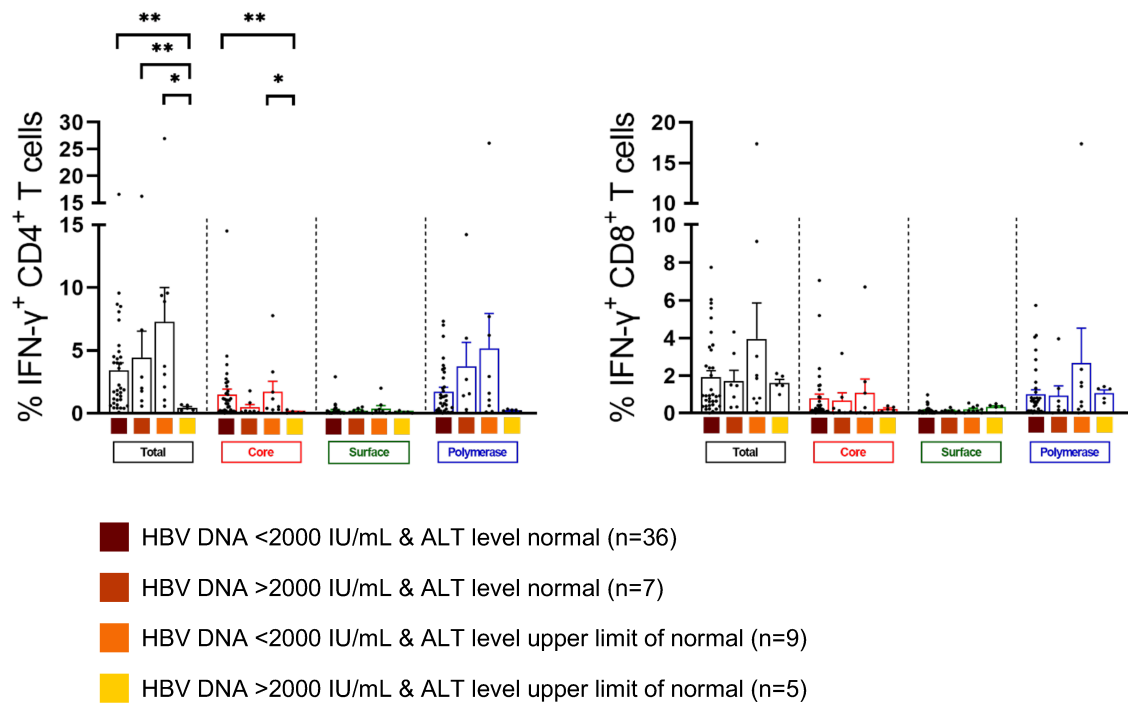 ** **
**
* *
% IFN-γ+ CD4+ T cells
30
25
20
15
15
10
5
0
Total Core Surface Polymerase
% IFN-γ+ CD8+ T cells
20
15
10
10
8
6
4
2
0
Total Core Surface Polymerase
HBV DNA <2000 IU/mL & ALT level normal (n=36)
HBV DNA >2000 IU/mL & ALT level normal (n=7)
HBV DNA <2000 IU/mL & ALT level upper limit of normal (n=9)
HBV DNA >2000 IU/mL & ALT level upper limit of normal (n=5)